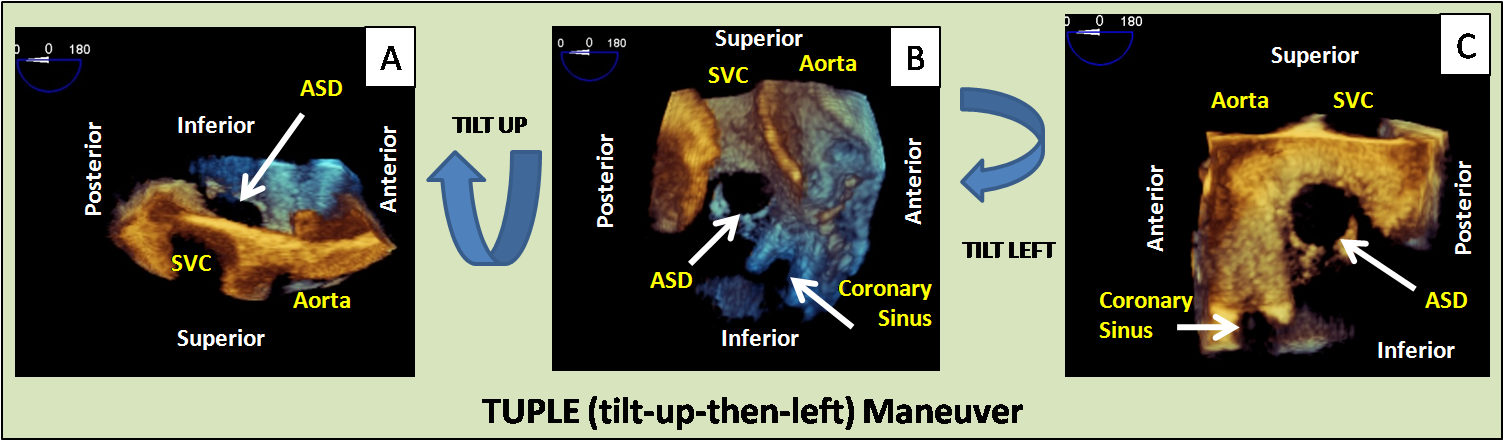 A
0 0 180
ASD
Inferior
Posterior
Anterior
SVC
Aorta
Superior
TILT UP
B
0 0 180
Superior
SVC Aorta
Posterior
Anterior
ASD
Coronary
Sinus
Inferior
TILT LEFT
C
0 0 180
Superior
Aorta SVC
Anterior
Posterior
Coronary
Sinus
ASD
Inferior
TUPLE (tilt-up-then-left) Maneuver